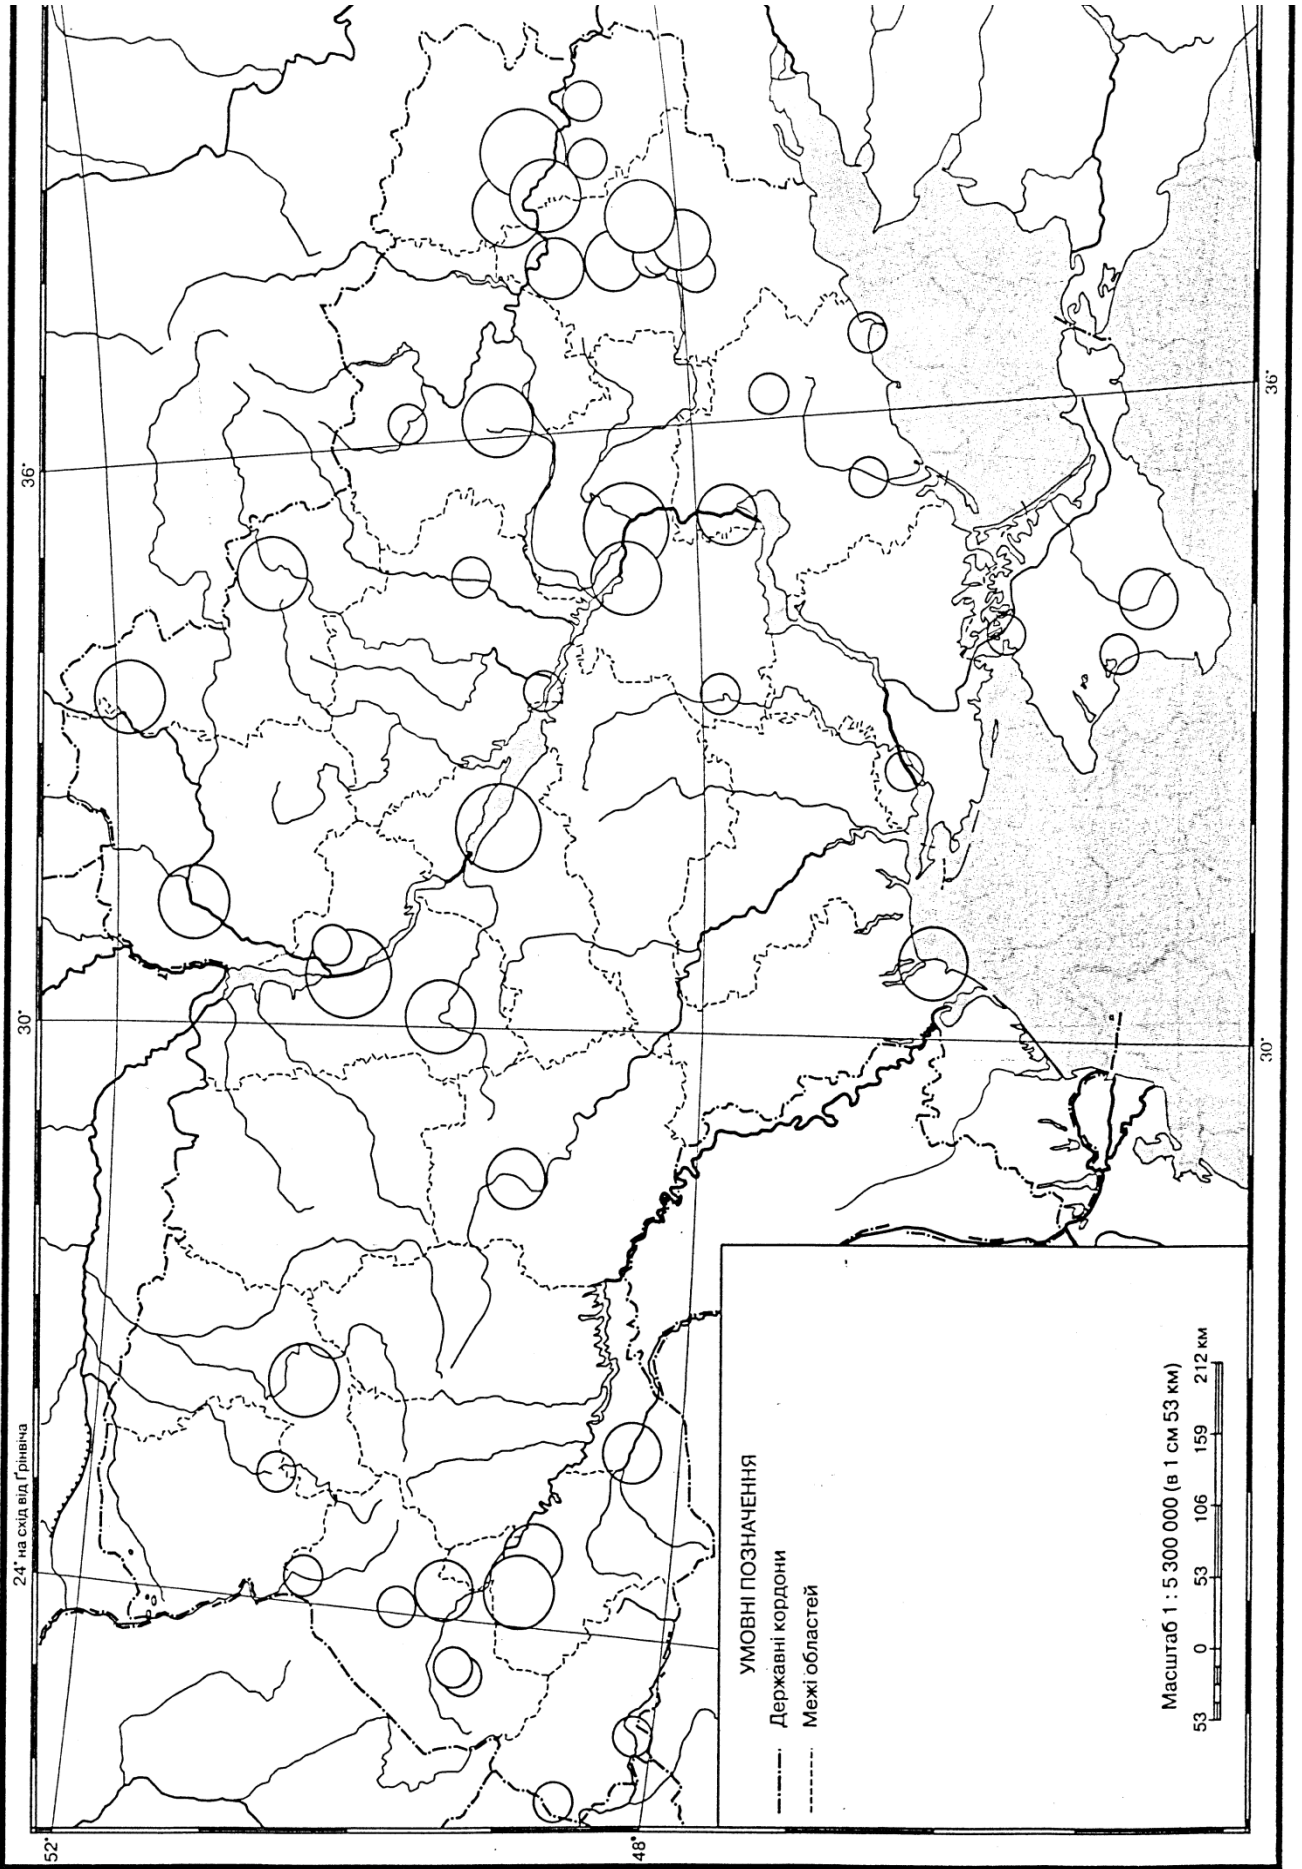 24° на схід від Ґрінвіча
30°
36°
52°
48°
30°
36°
УМОВНІ ПОЗНАЧЕННЯ
Державні кордони
Межі областей
Масштаб 1 : 5 300 000 (в 1 см 53 км)
53 0 53 106 159 212 км